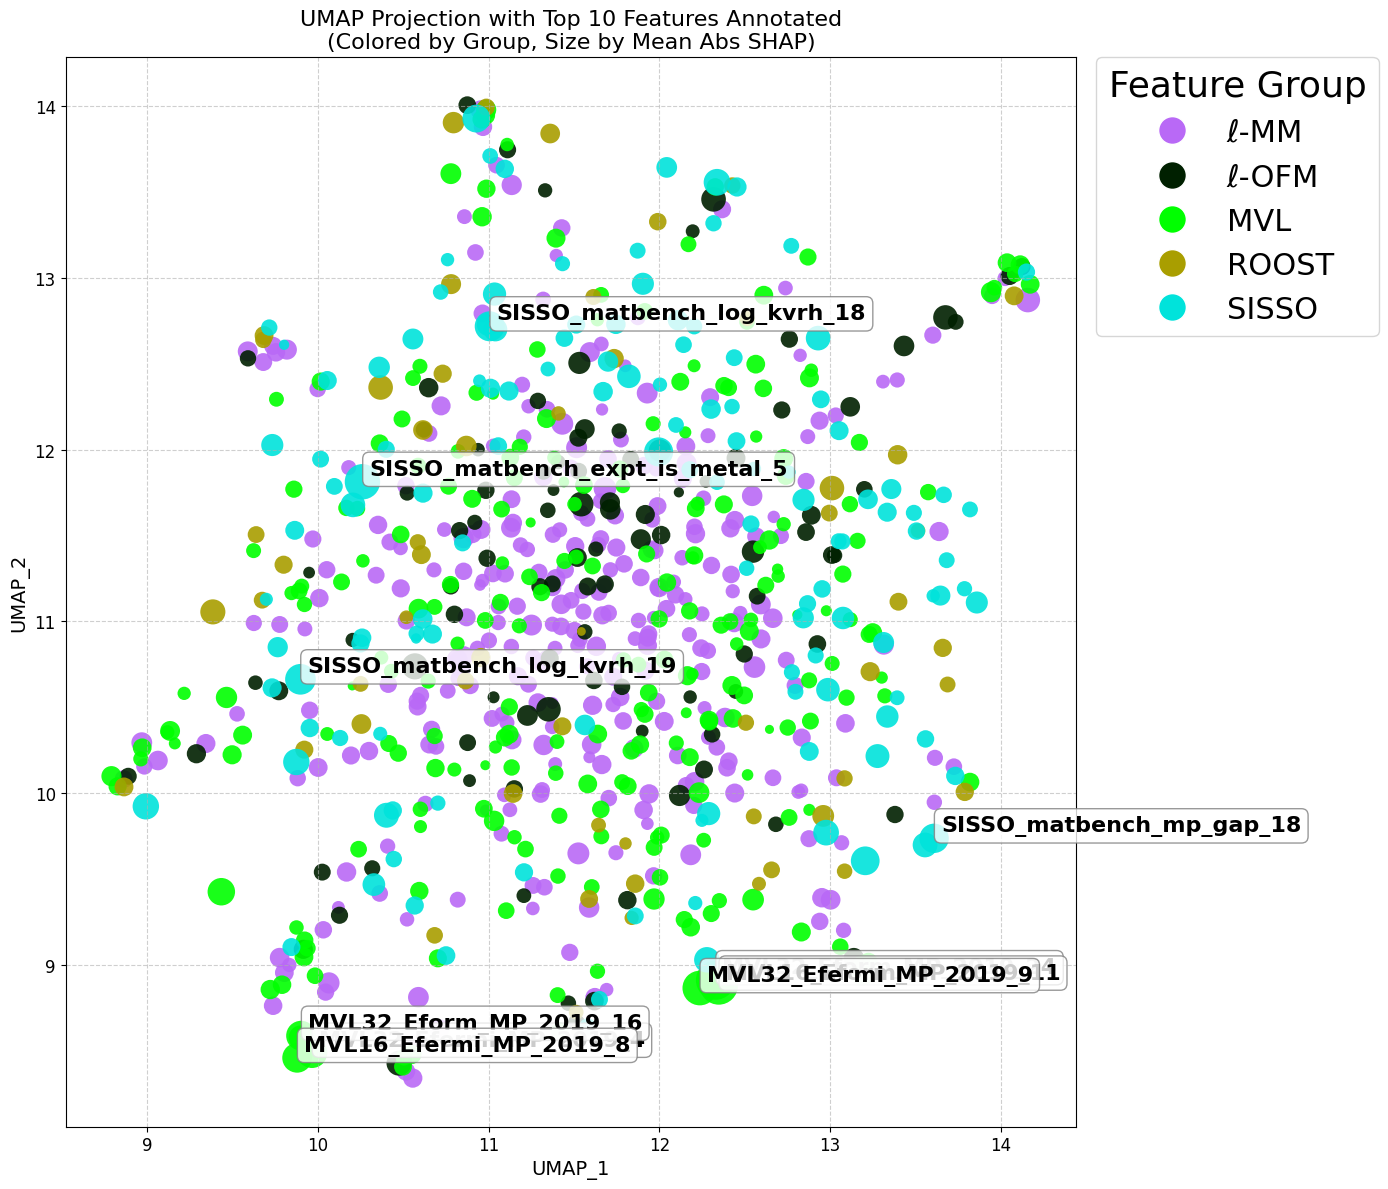 UMAP Projection with Top 10 Features Annotated
(Colored by Group, Size by Mean Abs SHAP)
Feature Group
ℓ-MM
ℓ-OFM
MVL
ROOST
SISSO
UMAP_2
14
13
12
11
10
9
SISSO_matbench_log_kvrh_18
SISSO_matbench_expt_is_metal_5
SISSO_matbench_log_kvrh_19
SISSO_matbench_mp_gap_18
MVL32_Efermi_MP_2019_9
MVL32_Eform_MP_2019_16
MVL16_Efermi_MP_2019_8
9
10
11
12
13
14
UMAP_1